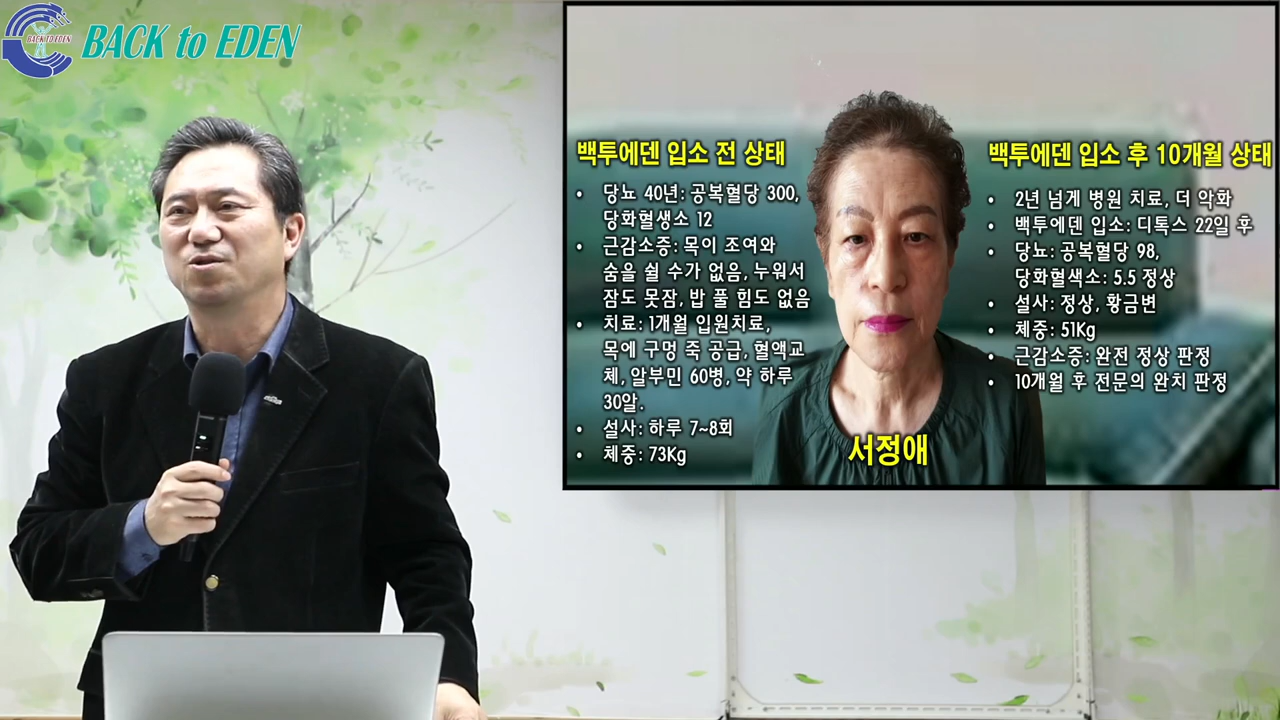 BACK TO EDEN
BACK to EDEN
백투에덴 입소 전 상태
• 당뇨 40년: 공복혈당 300,
당화혈생소 12
• 근감소증: 목이 조여와
숨을 쉴 수가 없음, 누워서
잠도 못잠, 밥 풀 힘도 없음
• 치료: 1개월 입원치료,
목에 구멍 죽 공급, 혈액교
체, 알부민 60병, 약 하루
30알.
• 설사: 하루 7~8회
• 체중: 73Kg
백투에덴 입소 후 10개월 상태
• 2년 넘게 병원 치료, 더 악화
• 백투에덴 입소: 디톡스 22일 후
• 당뇨: 공복혈당 98,
당화혈색소: 5.5 정상
• 설사: 정상, 황금변
• 체중: 51Kg
• 근감소증: 완전 정상 판정
• 10개월 후 전문의 완치 판정
서정애